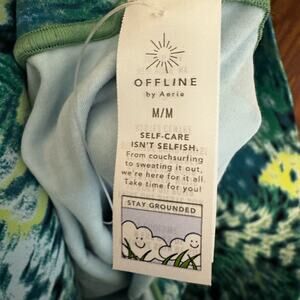 OFFLINE
by Aerie
M/M
SELF-CARE
ISN'T SELFISH.
From couchsurfing
to sweating it out,
we're here for it all.
Take time for you!
STAY GROUNDED